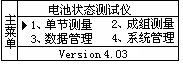 电池状态测试仪
主菜单
▶1、单节测量 2、成组测量
3、数据管理 4、系统管理
Version 4.03